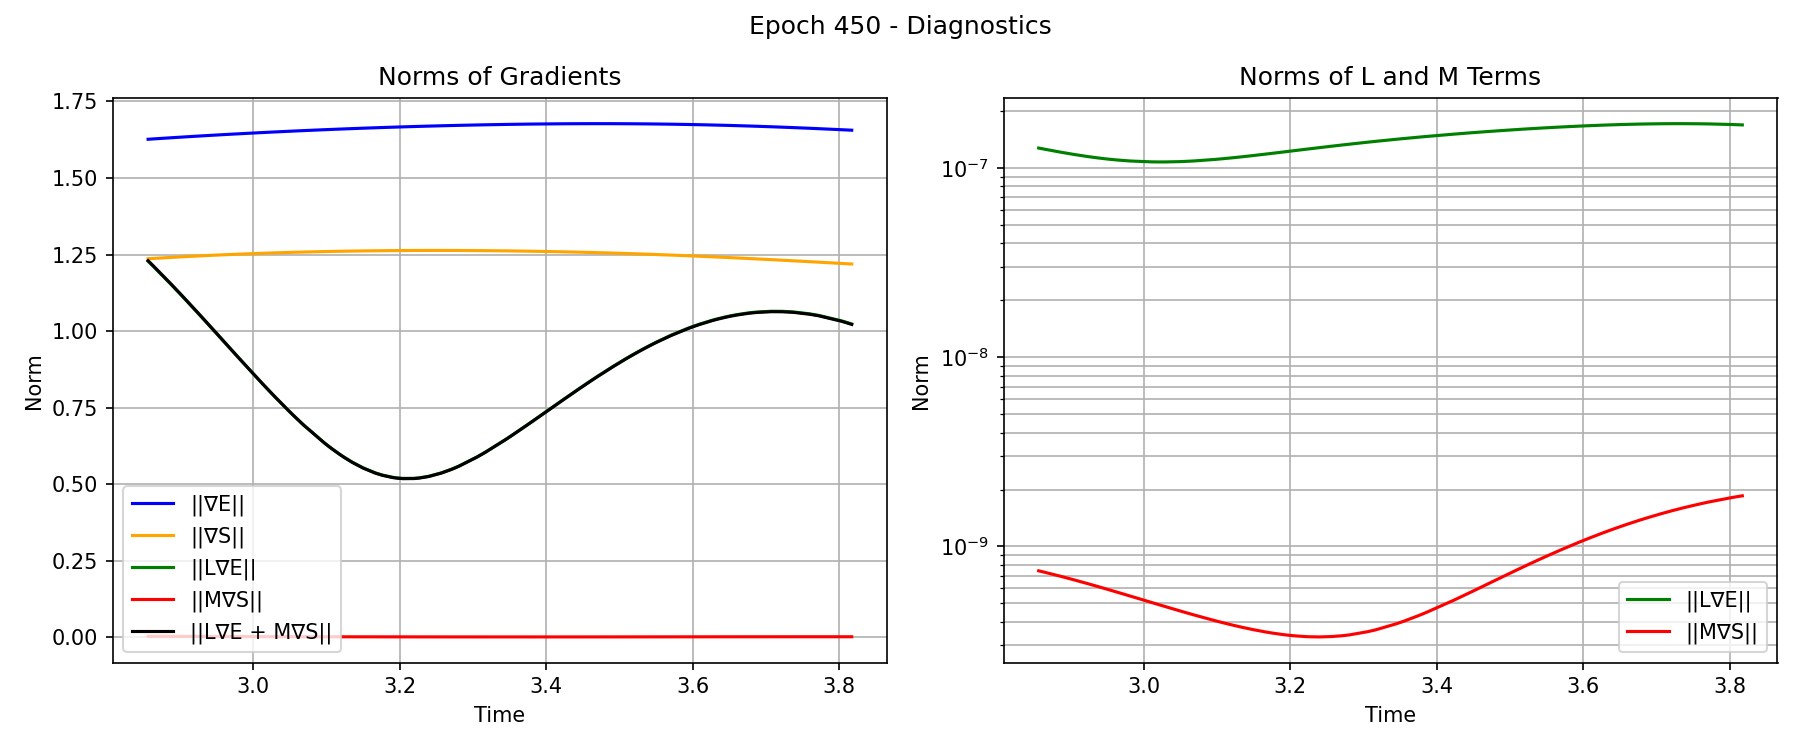 Epoch 450 - Diagnostics
Norms of Gradients
1.75
1.50
1.25
1.00
0.75
0.50
0.25
0.00
Norm
||∇E||
||∇S||
||L∇E||
||M∇S||
||L∇E + M∇S||
3.0 3.2 3.4 3.6 3.8
Time
Norms of L and M Terms
10⁻⁷
10⁻⁸
10⁻⁹
Norm
||L∇E||
||M∇S||
3.0 3.2 3.4 3.6 3.8
Time